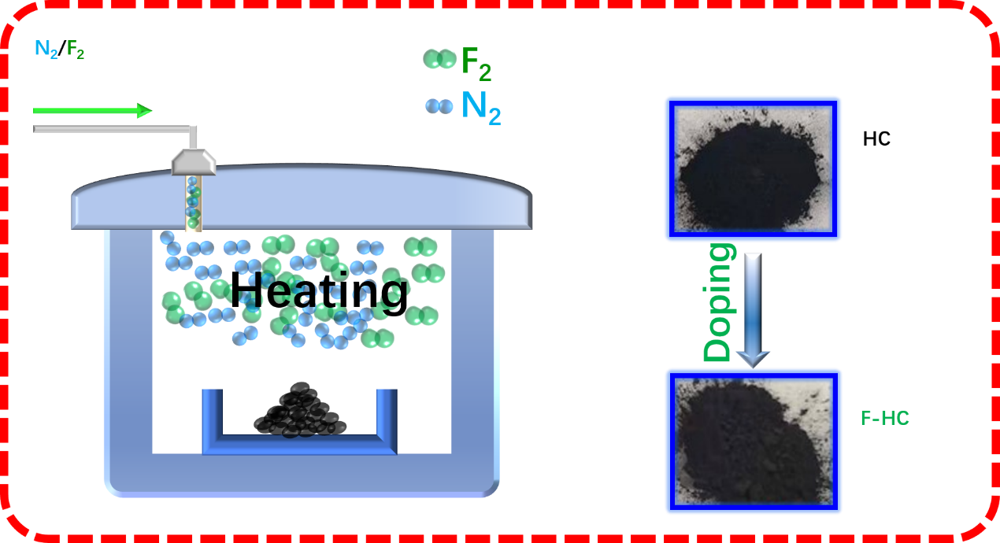 N₂/F₂
F₂
N₂
HC
Heating
Doping
F-HC